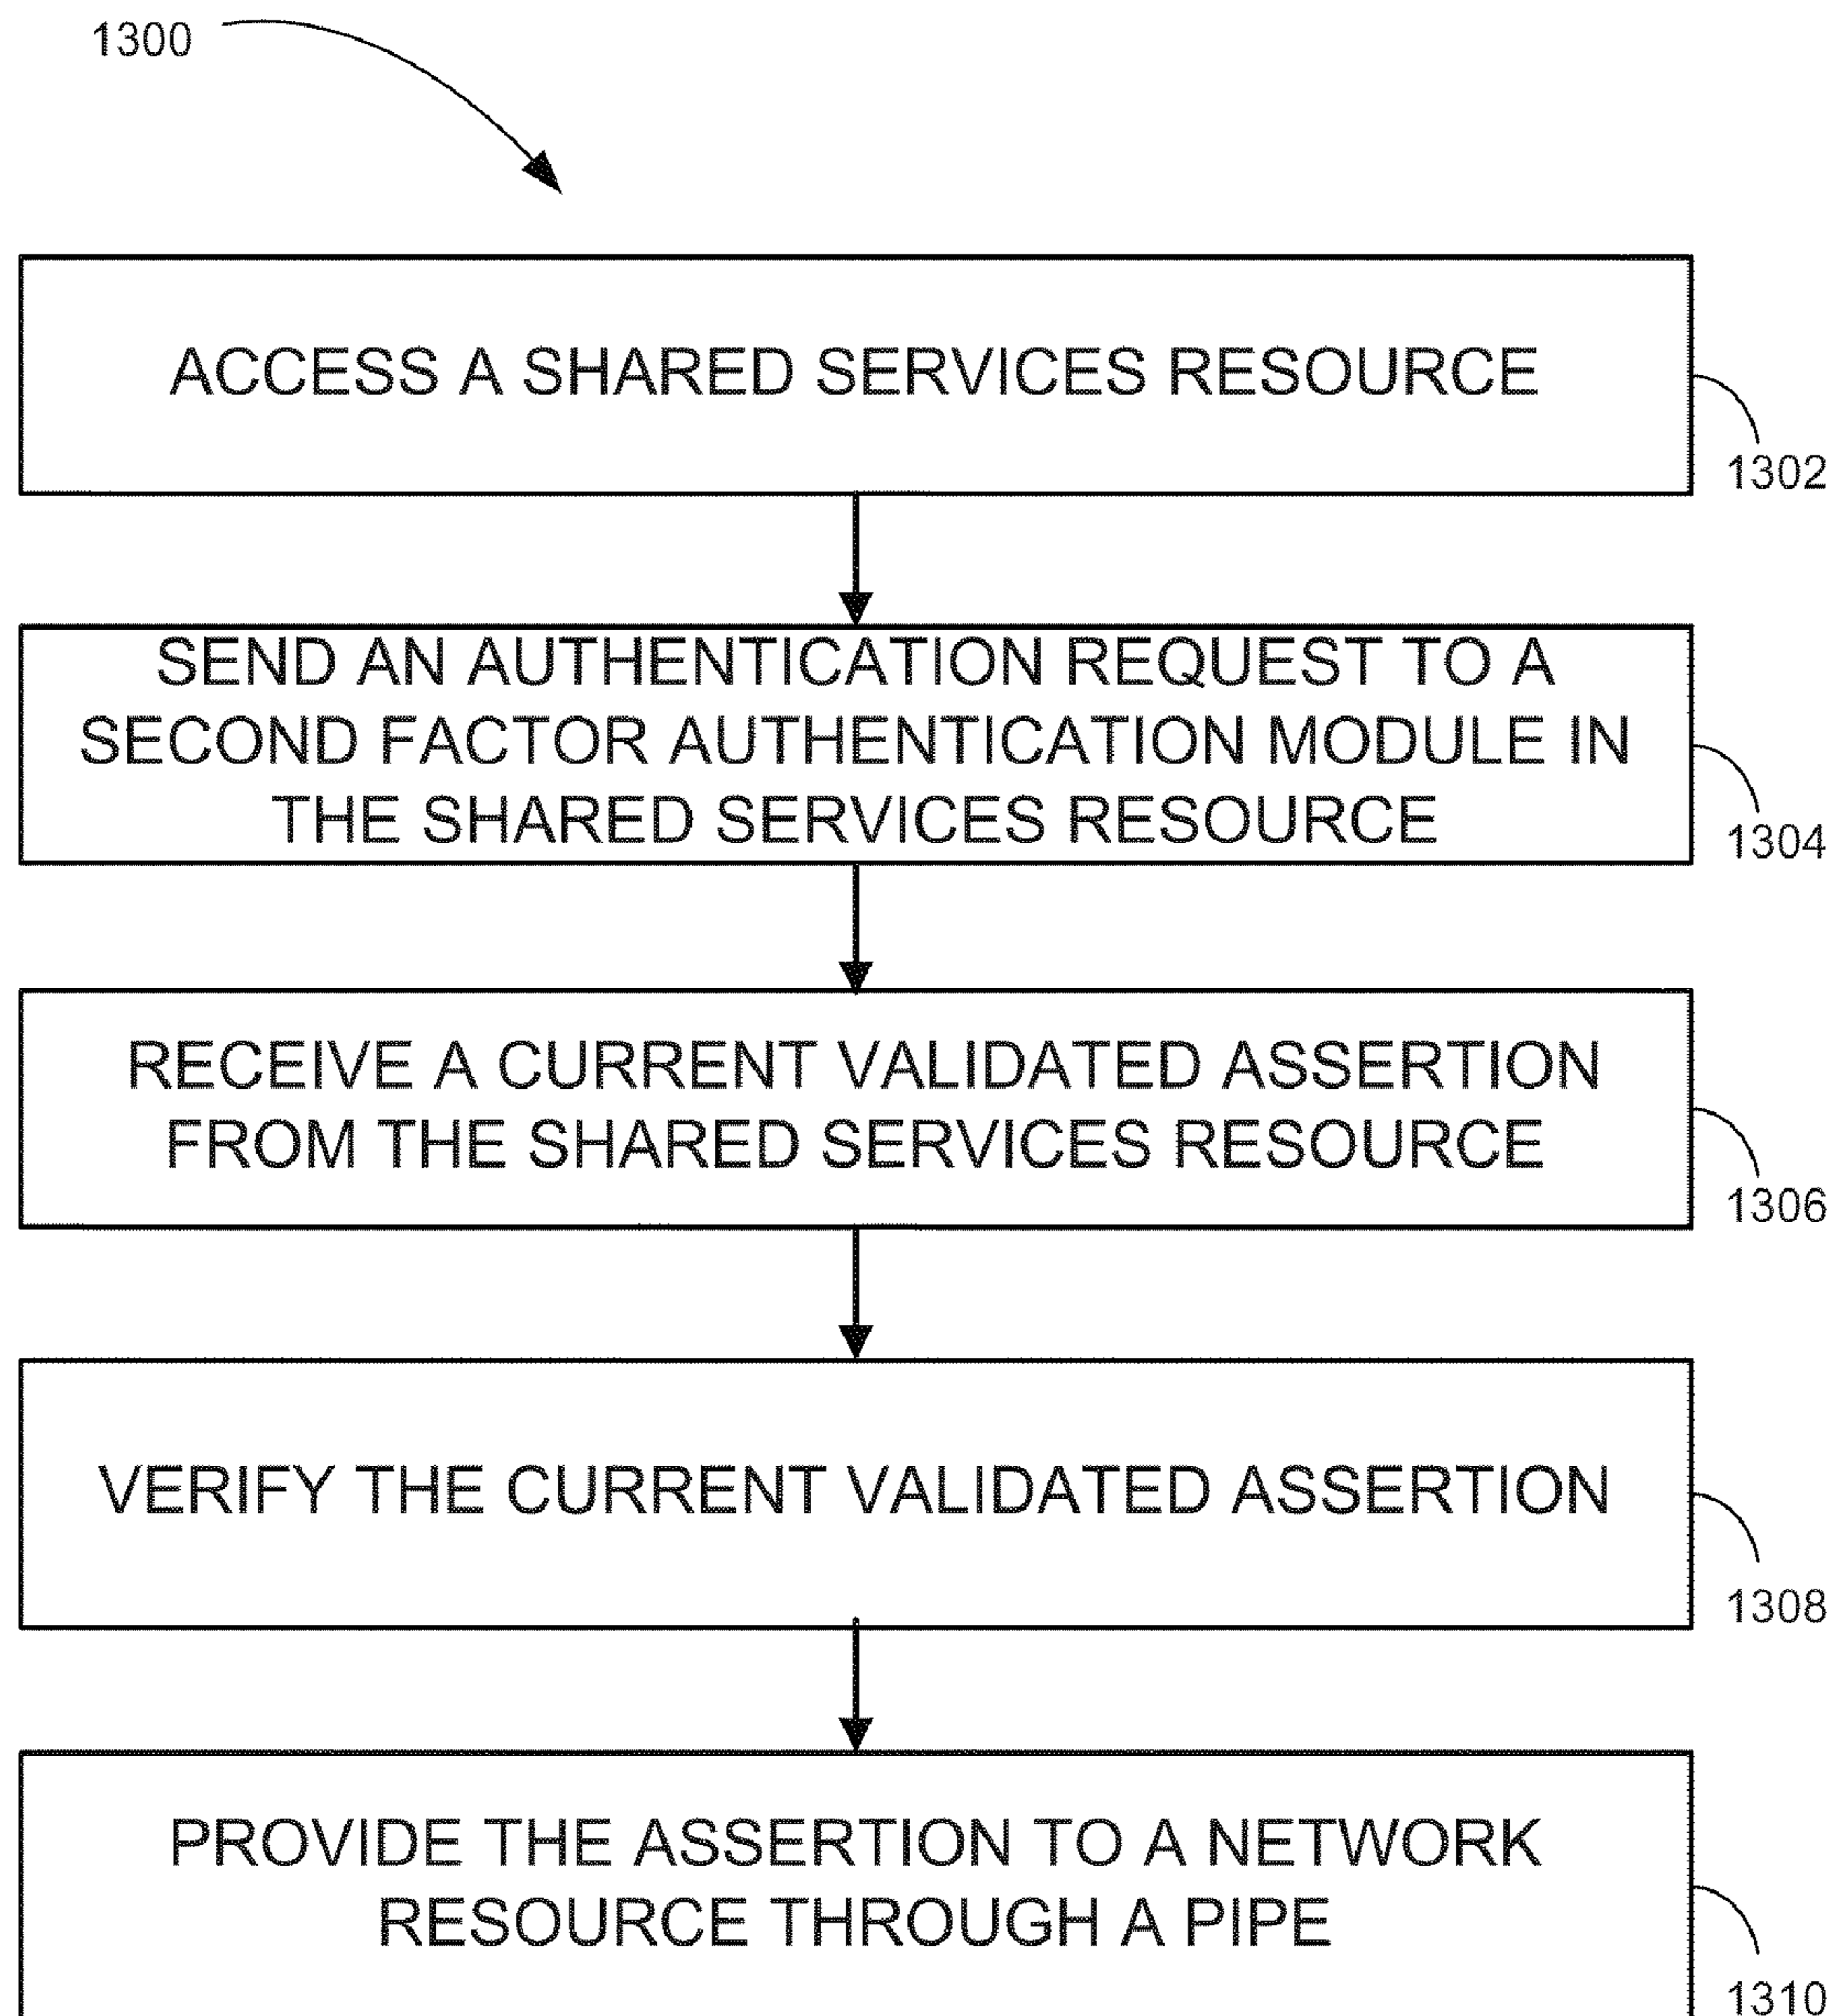 1300
ACCESS A SHARED SERVICES RESOURCE
1302
SEND AN AUTHENTICATION REQUEST TO A
SECOND FACTOR AUTHENTICATION MODULE IN
THE SHARED SERVICES RESOURCE
1304
RECEIVE A CURRENT VALIDATED ASSERTION
FROM THE SHARED SERVICES RESOURCE
1306
VERIFY THE CURRENT VALIDATED ASSERTION
1308
PROVIDE THE ASSERTION TO A NETWORK
RESOURCE THROUGH A PIPE
1310